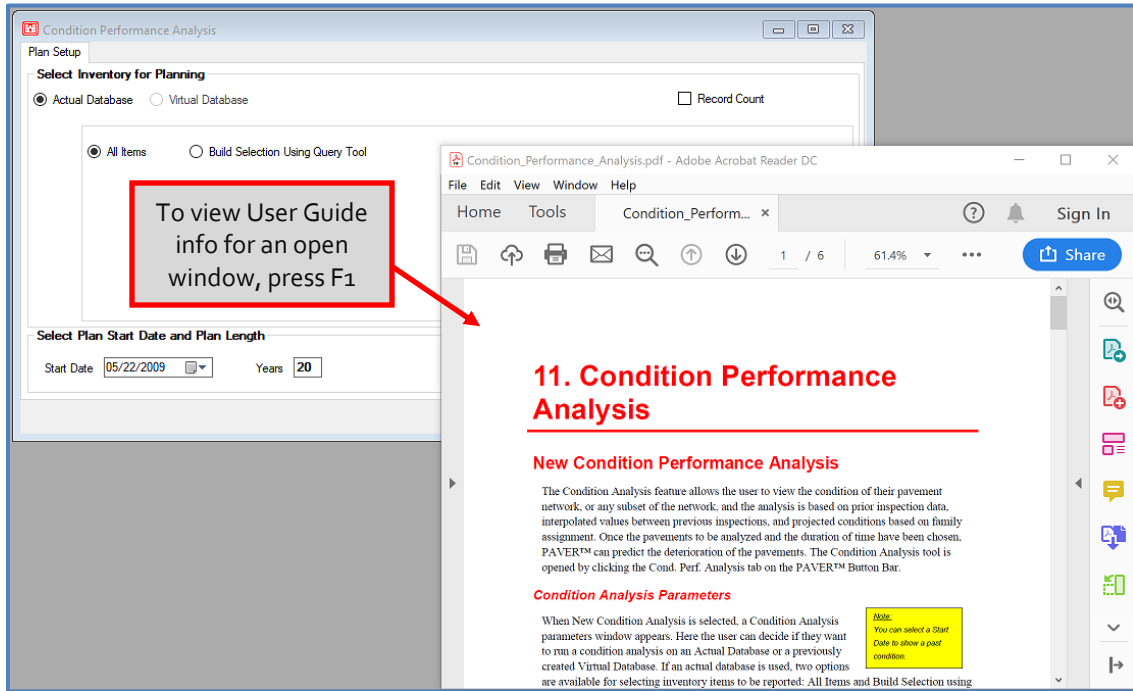 Condition Performance Analysis
Plan Setup
Select Inventory for Planning
Actual Database Virtual Database Record Count
All Items Build Selection Using Query Tool
To view User Guide
info for an open
window, press F1
Select Plan Start Date and Plan Length
Start Date 05/22/2009 Years 20
Condition_Performance_Analysis.pdf - Adobe Acrobat Reader DC
File Edit View Window Help
Home Tools Condition_Perform... × Sign In
1 / 6 61.4% Share
11. Condition Performance
Analysis
New Condition Performance Analysis
The Condition Analysis feature allows the user to view the condition of their pavement
network, or any subset of the network, and the analysis is based on prior inspection data,
interpolated values between previous inspections, and projected conditions based on family
assignment. Once the pavements to be analyzed and the duration of time have been chosen,
PAVER™ can predict the deterioration of the pavements. The Condition Analysis tool is
opened by clicking the Cond. Perf. Analysis tab on the PAVER™ Button Bar.
Condition Analysis Parameters
When New Condition Analysis is selected, a Condition Analysis
parameters window appears. Here the user can decide if they want
to run a condition analysis on an Actual Database or a previously
created Virtual Database. If an actual database is used, two options
are available for selecting inventory items to be reported: All Items and Build Selection using
Note:
You can select a Start
Date to show a past
condition.